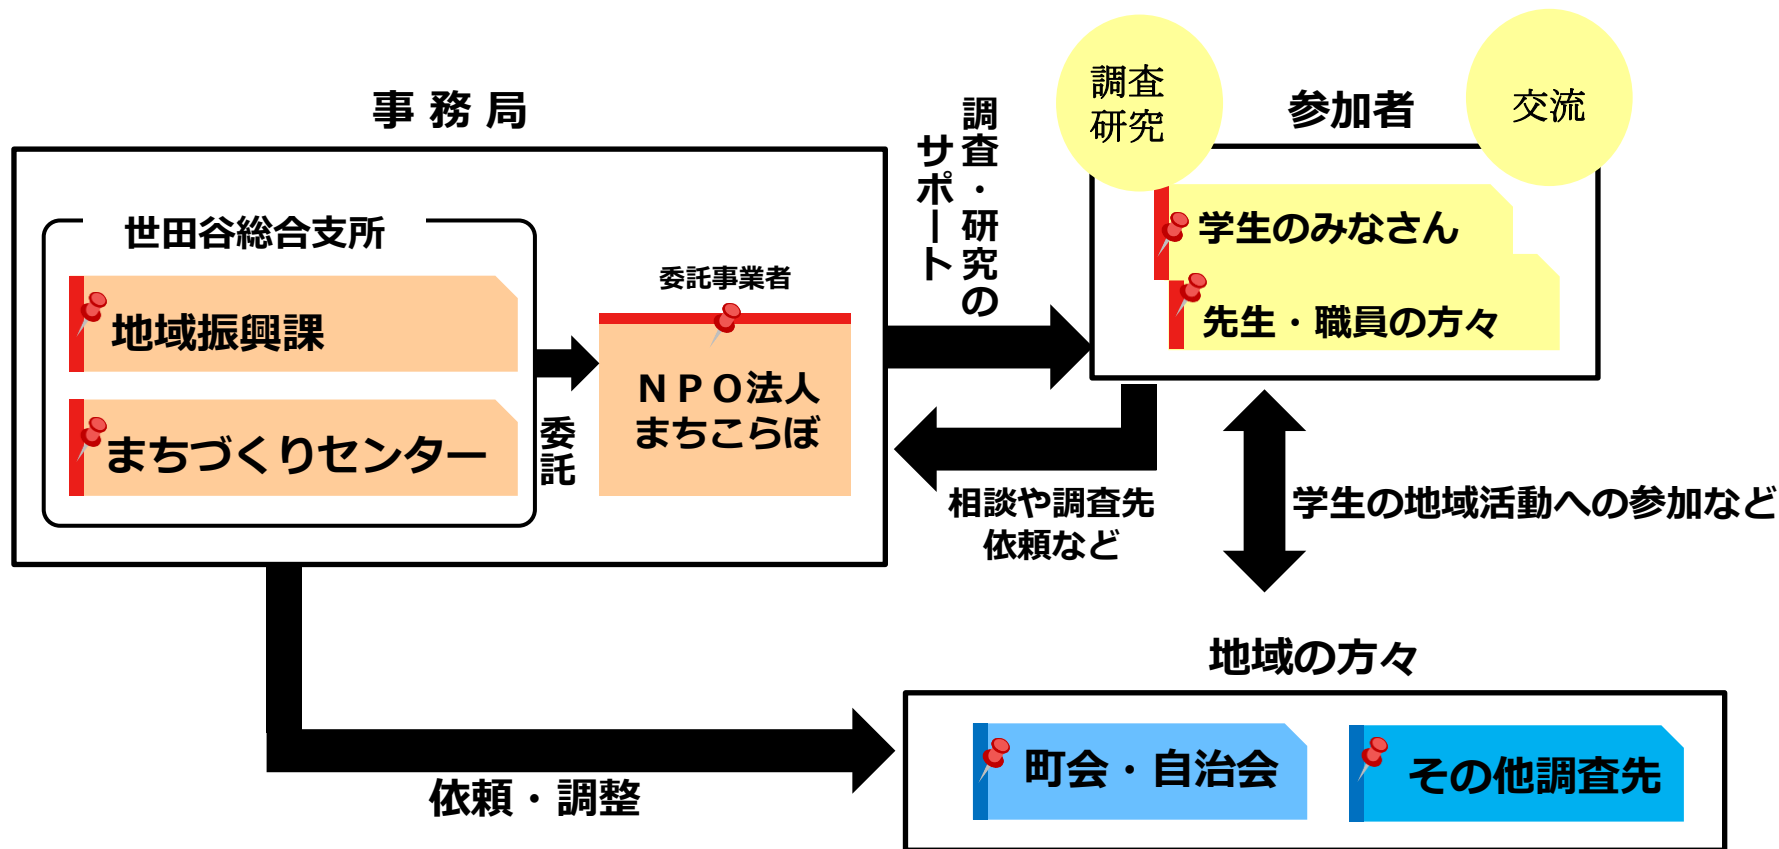 事務局
世田谷総合支所
地域振興課
まちづくりセンター
委託
委託事業者
ＮＰＯ法人
まちこらぼ
調査・研究の
サポート
調査
研究
参加者
交流
学生のみなさん
先生・職員の方々
相談や調査先
依頼など
学生の地域活動への参加など
依頼・調整
地域の方々
町会・自治会
その他調査先